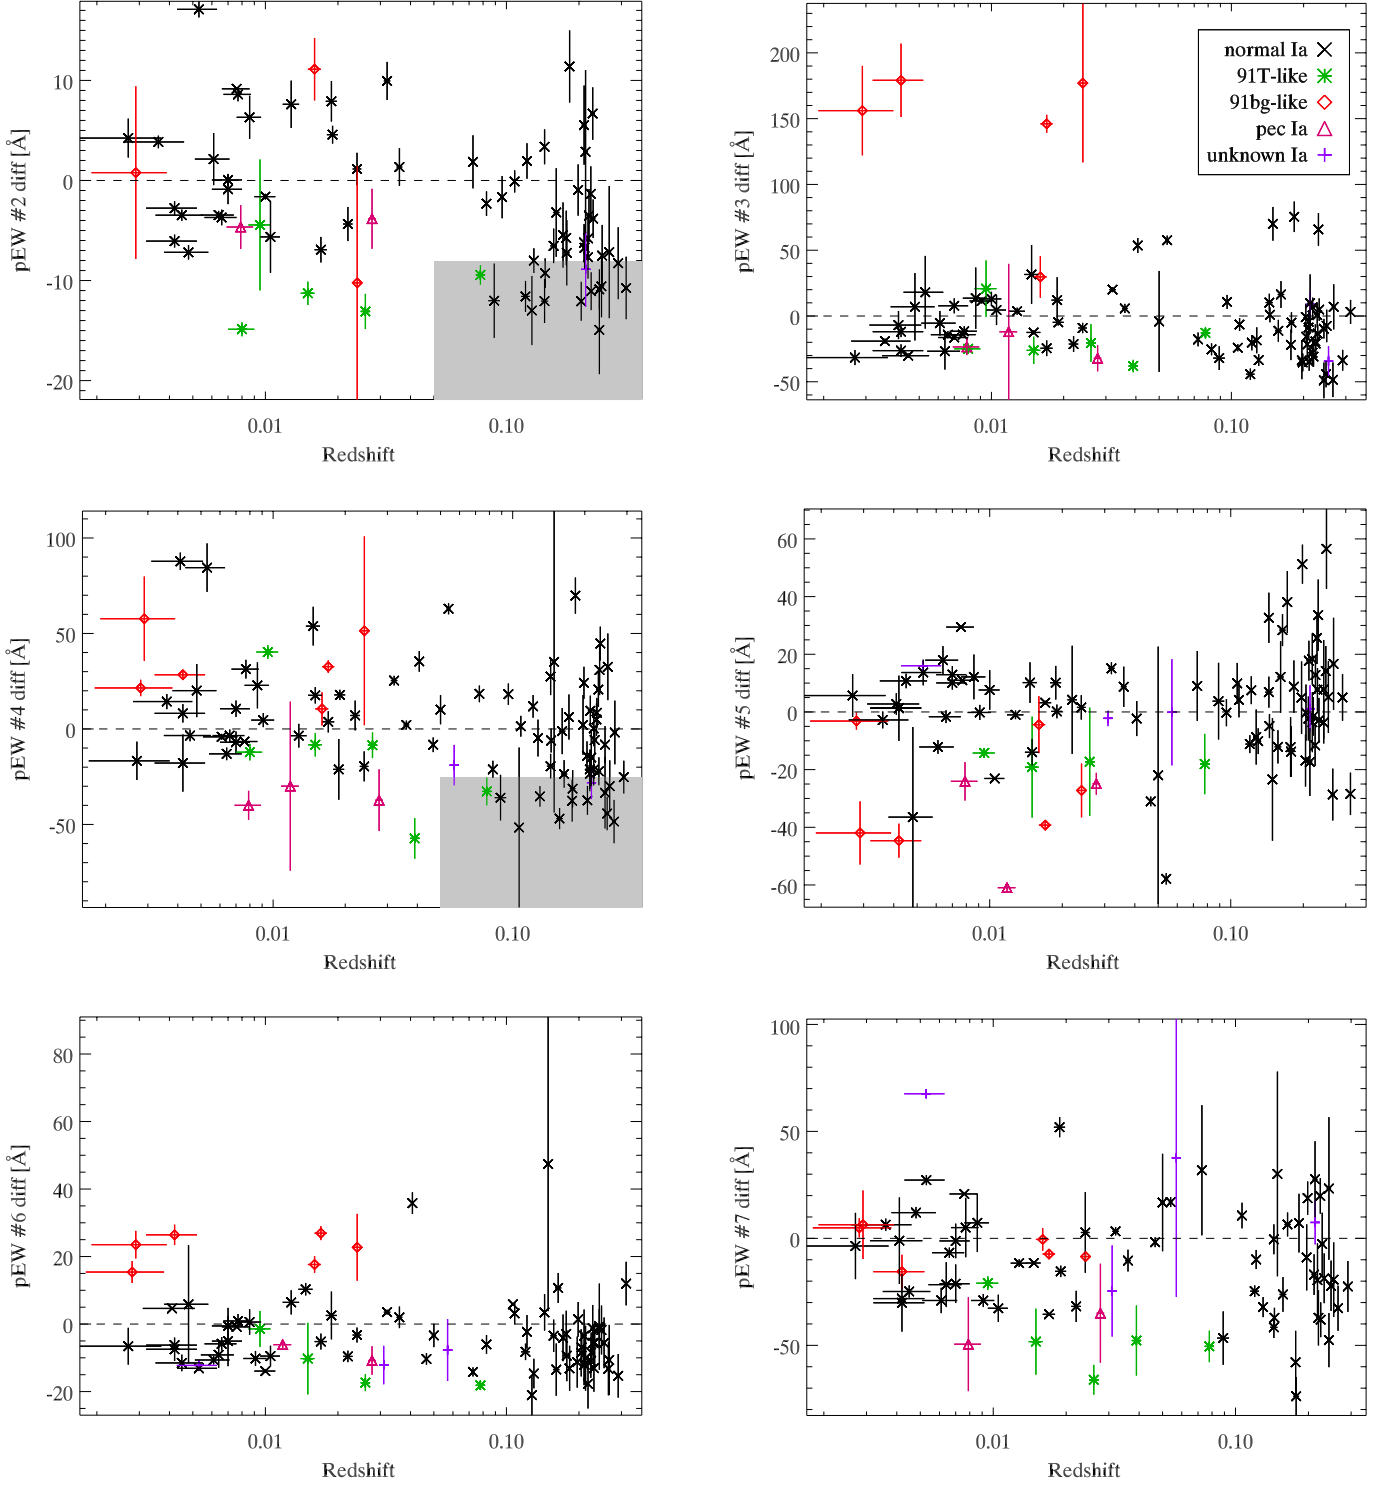 10
0
-10
-20
pEW #2 diff [Å]
0.01 0.10
Redshift
200
150
100
50
0
-50
pEW #3 diff [Å]
0.01 0.10
Redshift
normal Ia
91T-like
91bg-like
pec Ia
unknown Ia
100
50
0
-50
pEW #4 diff [Å]
0.01 0.10
Redshift
60
40
20
0
-20
-40
-60
pEW #5 diff [Å]
0.01 0.10
Redshift
80
60
40
20
0
-20
pEW #6 diff [Å]
0.01 0.10
Redshift
100
50
0
-50
pEW #7 diff [Å]
0.01 0.10
Redshift